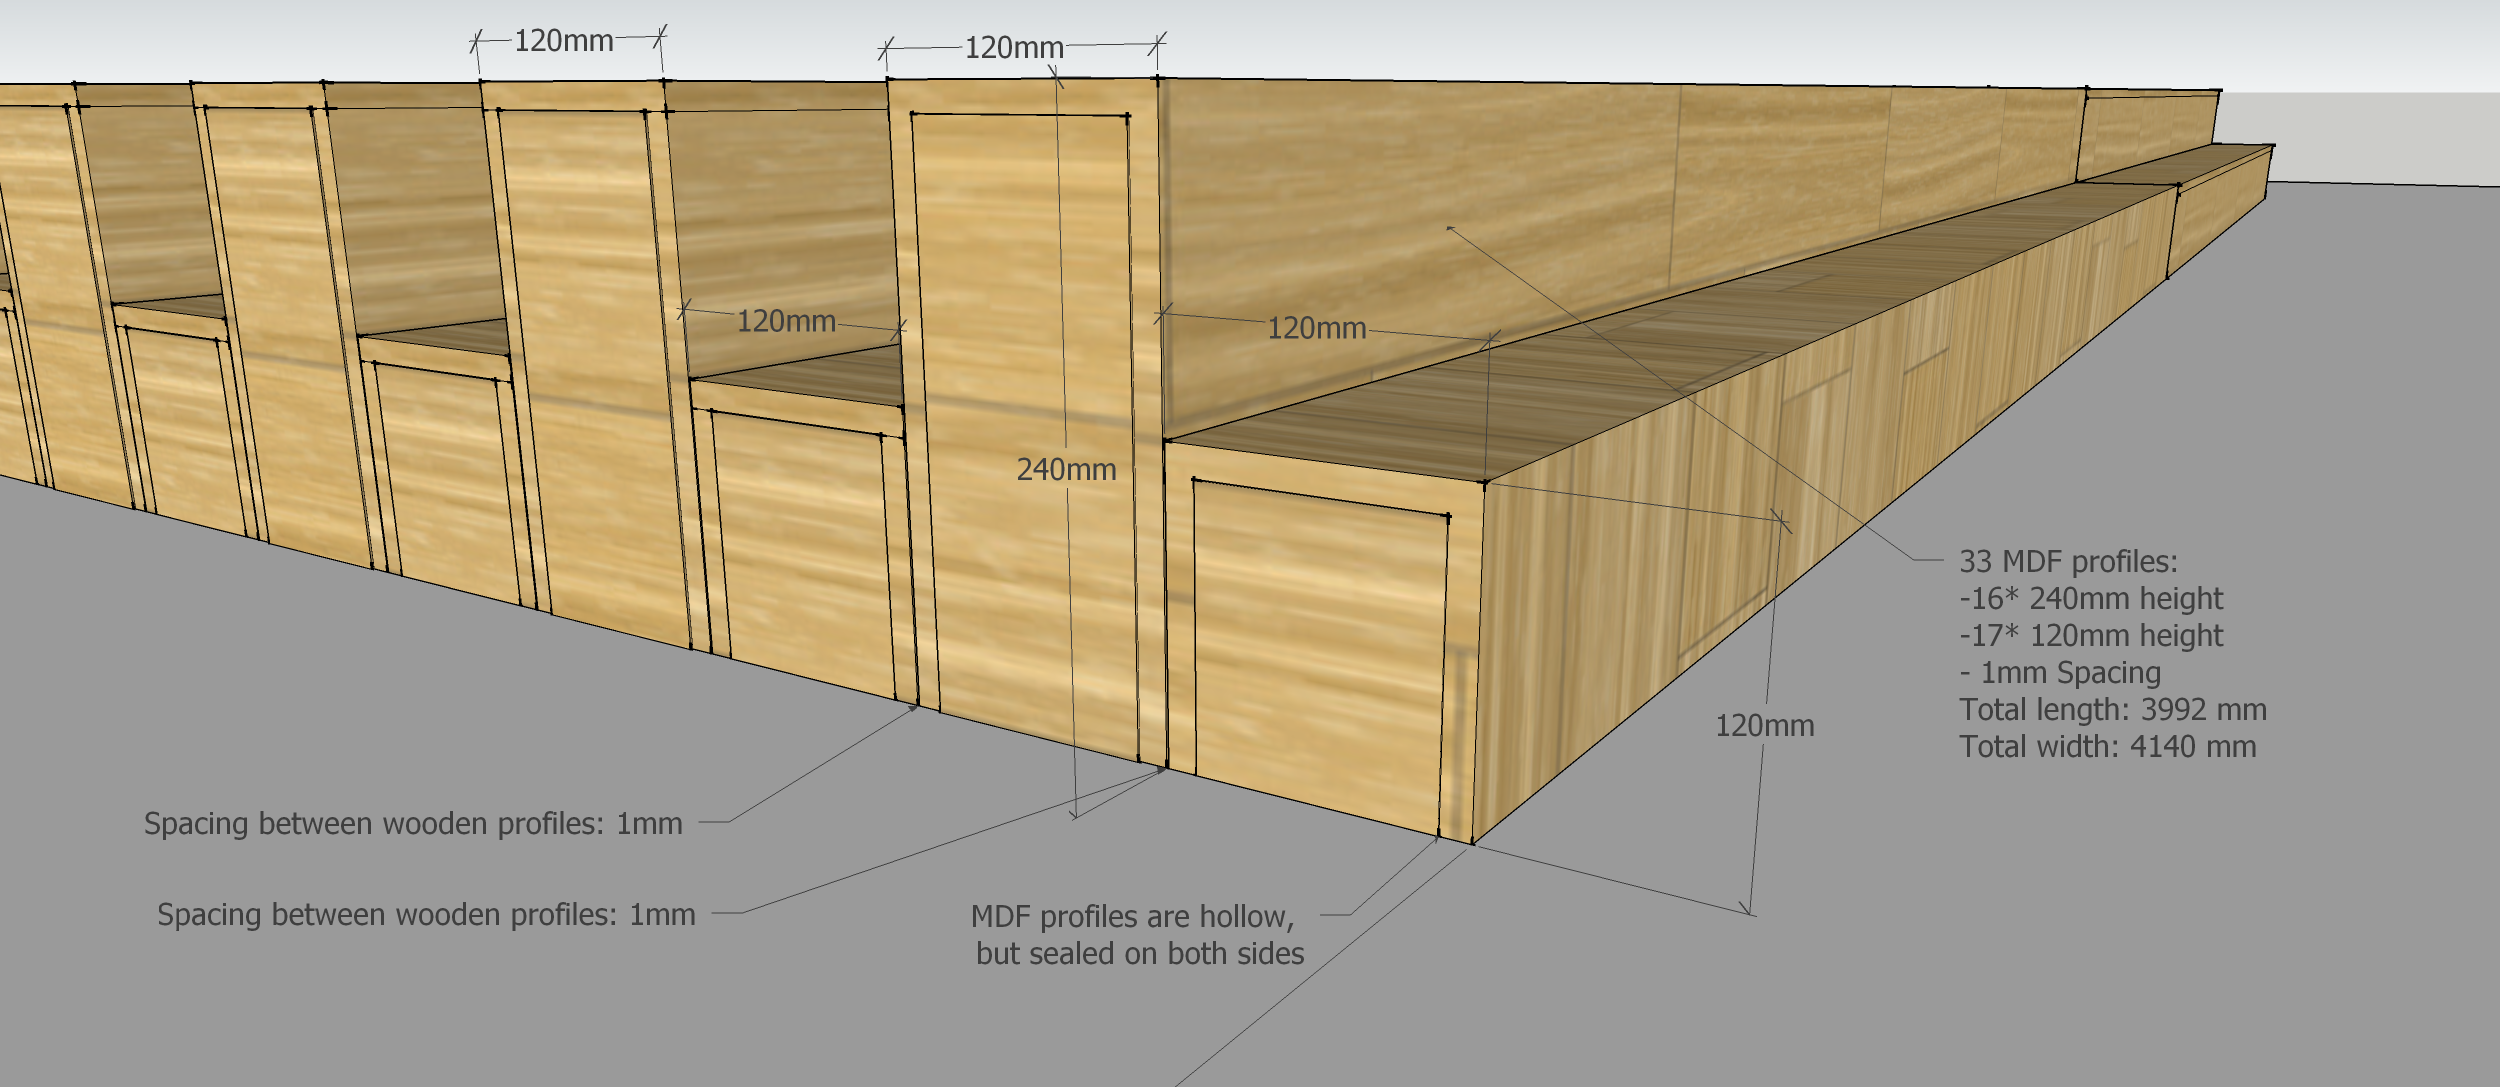 120mm
120mm
120mm
120mm
240mm
33 MDF profiles:
-16* 240mm height
-17* 120mm height
- 1mm Spacing
Total length: 3992 mm
Total width: 4140 mm
120mm
Spacing between wooden profiles: 1mm
Spacing between wooden profiles: 1mm
MDF profiles are hollow,
but sealed on both sides